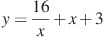 y = 16/x + x + 3